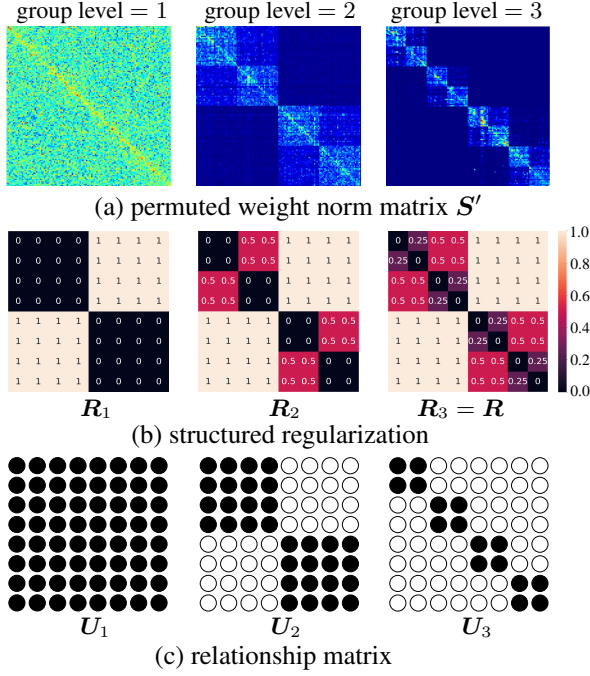 group level = 1 group level = 2 group level = 3
(a) permuted weight norm matrix S′
0 0 0 0 1 1 1 1 0 0 0.5 0.5 1 1 1 1 0 0.25 0.5 0.5 1 1 1 1 1.0
0 0 0 0 1 1 1 1 0 0 0.5 0.5 1 1 1 1 0.25 0 0.5 0.5 1 1 1 1 0.8
0 0 0 0 1 1 1 1 0.5 0.5 0 0 1 1 1 1 0.5 0.5 0 0.25 1 1 1 1
0 0 0 0 1 1 1 1 0.5 0.5 0 0 1 1 1 1 0.5 0.5 0.25 0 1 1 1 1 0.6
1 1 1 1 0 0 0 0 1 1 1 1 0 0 0.5 0.5 1 1 1 1 0 0.25 0.5 0.5 0.4
1 1 1 1 0 0 0 0 1 1 1 1 0 0 0.5 0.5 1 1 1 1 0.25 0 0.5 0.5
1 1 1 1 0 0 0 0 1 1 1 1 0.5 0.5 0 0 1 1 1 1 0.5 0.5 0 0.25 0.2
1 1 1 1 0 0 0 0 1 1 1 1 0.5 0.5 0 0 1 1 1 1 0.5 0.5 0.25 0 0.0
R₁ R₂ R₃ = R
(b) structured regularization
U₁ U₂ U₃
(c) relationship matrix